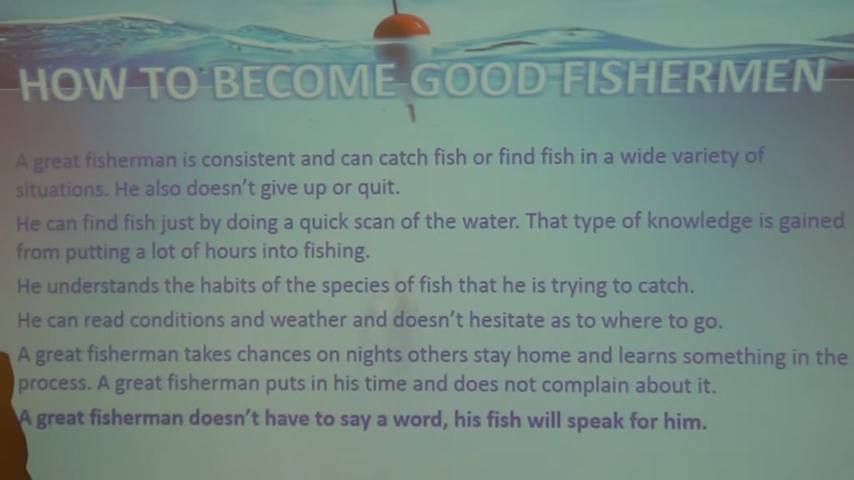 HOW TO BECOME GOOD FISHERMEN
A great fisherman is consistent and can catch fish or find fish in a wide variety of
situations. He also doesn't give up or quit.
He can find fish just by doing a quick scan of the water. That type of knowledge is gained
from putting a lot of hours into fishing.
He understands the habits of the species of fish that he is trying to catch.
He can read conditions and weather and doesn't hesitate as to where to go.
A great fisherman takes chances on nights others stay home and learns something in the
process. A great fisherman puts in his time and does not complain about it.
A great fisherman doesn't have to say a word, his fish will speak for him.